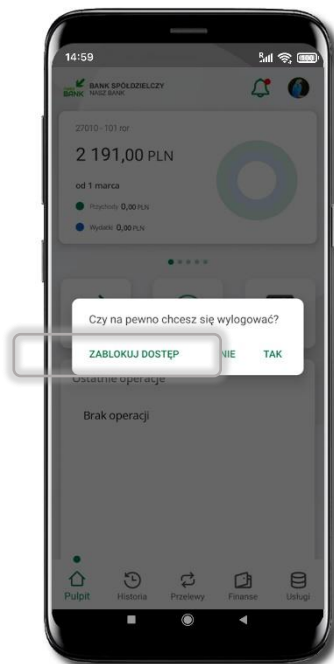 14:59
BANK SPÓŁDZIELCZY
NASZ BANK
27010 - 101 ror
2 191,00 PLN
od 1 marca
Przychody 0,00 PLN
Wydatki 0,00 PLN
Czy na pewno chcesz się wylogować?
ZABLOKUJ DOSTĘP NIE TAK
Ostatnie operacje
Brak operacji
Pulpit Historia Przelewy Finanse Usługi